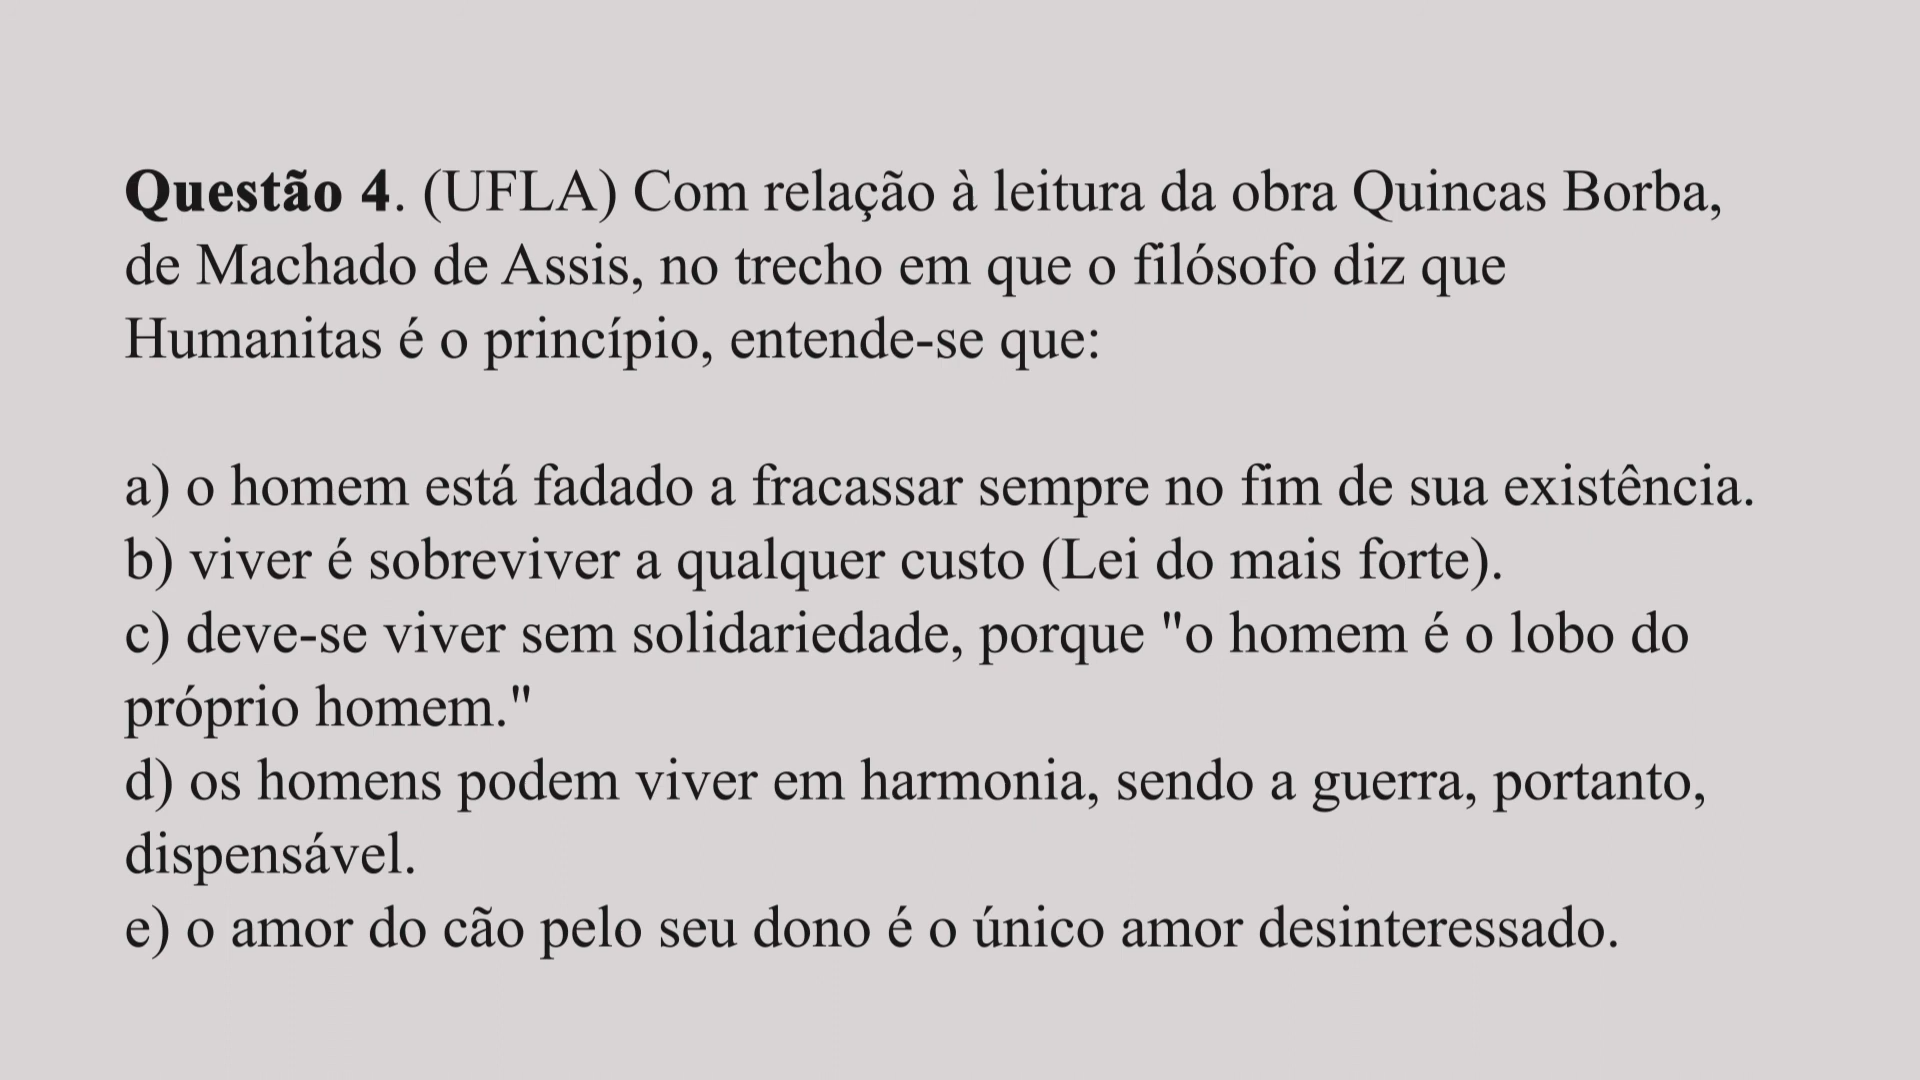 Questão 4. (UFLA) Com relação à leitura da obra Quincas Borba,
de Machado de Assis, no trecho em que o filósofo diz que
Humanitas é o princípio, entende-se que:
a) o homem está fadado a fracassar sempre no fim de sua existência.
b) viver é sobreviver a qualquer custo (Lei do mais forte).
c) deve-se viver sem solidariedade, porque "o homem é o lobo do
próprio homem."
d) os homens podem viver em harmonia, sendo a guerra, portanto,
dispensável.
e) o amor do cão pelo seu dono é o único amor desinteressado.